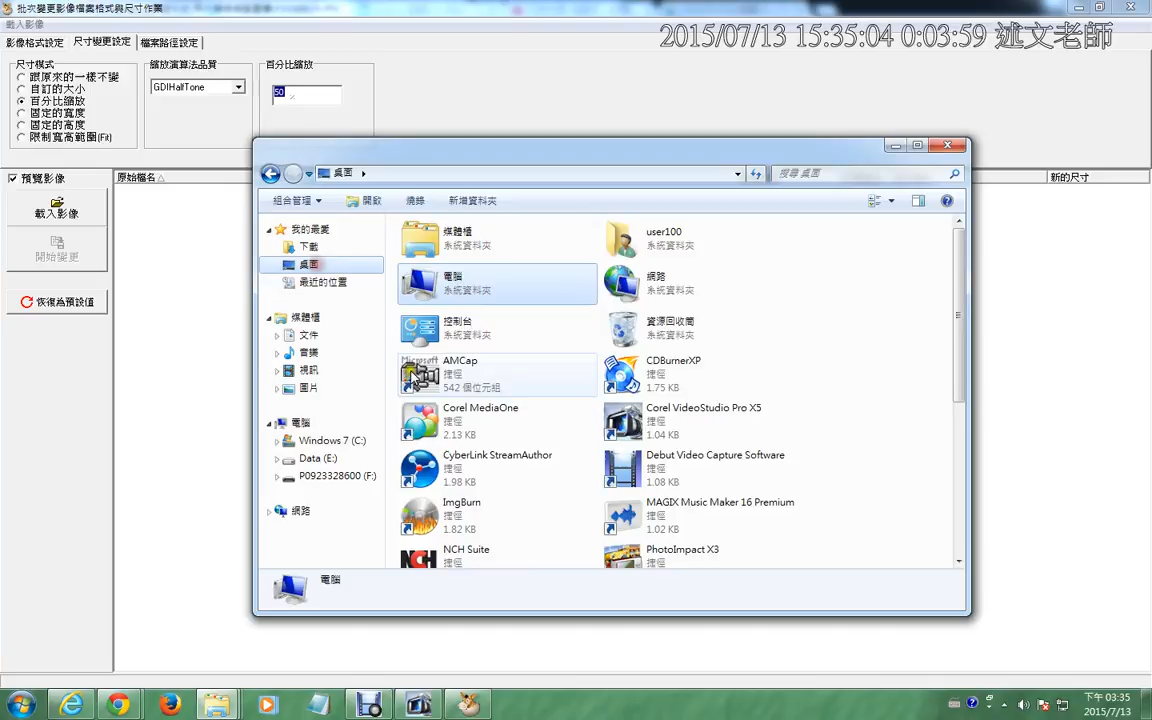 批次變更影像檔案格式與尺寸作業
載入影像
2015/07/13 15:35:04 0:03:59 述文老師
影像格式設定 尺寸變更設定 檔案路徑設定
尺寸模式
跟原來的一樣不變
自訂的大小
百分比縮放
固定的寬度
固定的高度
限制寬高範圍(Fit)
縮放演算法品質
GDIHalfTone
百分比縮放
50
%
預覽影像
載入影像
開始變更
恢復為預設值
原始檔名
新的尺寸
桌面
搜尋 桌面
組合管理
開啟
燒錄
新增資料夾
我的最愛
下載
桌面
最近的位置
媒體櫃
文件
音樂
視訊
圖片
電腦
Windows 7 (C:)
Data (E:)
P0923328600 (F:)
網路
媒體櫃
系統資料夾
user100
系統資料夾
電腦
系統資料夾
網路
系統資料夾
控制台
系統資料夾
資源回收筒
系統資料夾
Microsoft
AMCap
捷徑
542 個位元組
CDBurnerXP
捷徑
1.75 KB
Corel MediaOne
捷徑
2.13 KB
Corel VideoStudio Pro X5
捷徑
1.04 KB
CyberLink StreamAuthor
捷徑
1.98 KB
Debut Video Capture Software
捷徑
1.08 KB
ImgBurn
捷徑
1.82 KB
MAGIX Music Maker 16 Premium
捷徑
1.02 KB
NCH
NCH Suite
捷徑
PhotoImpact X3
捷徑
電腦
下午 03:35
2015/7/13